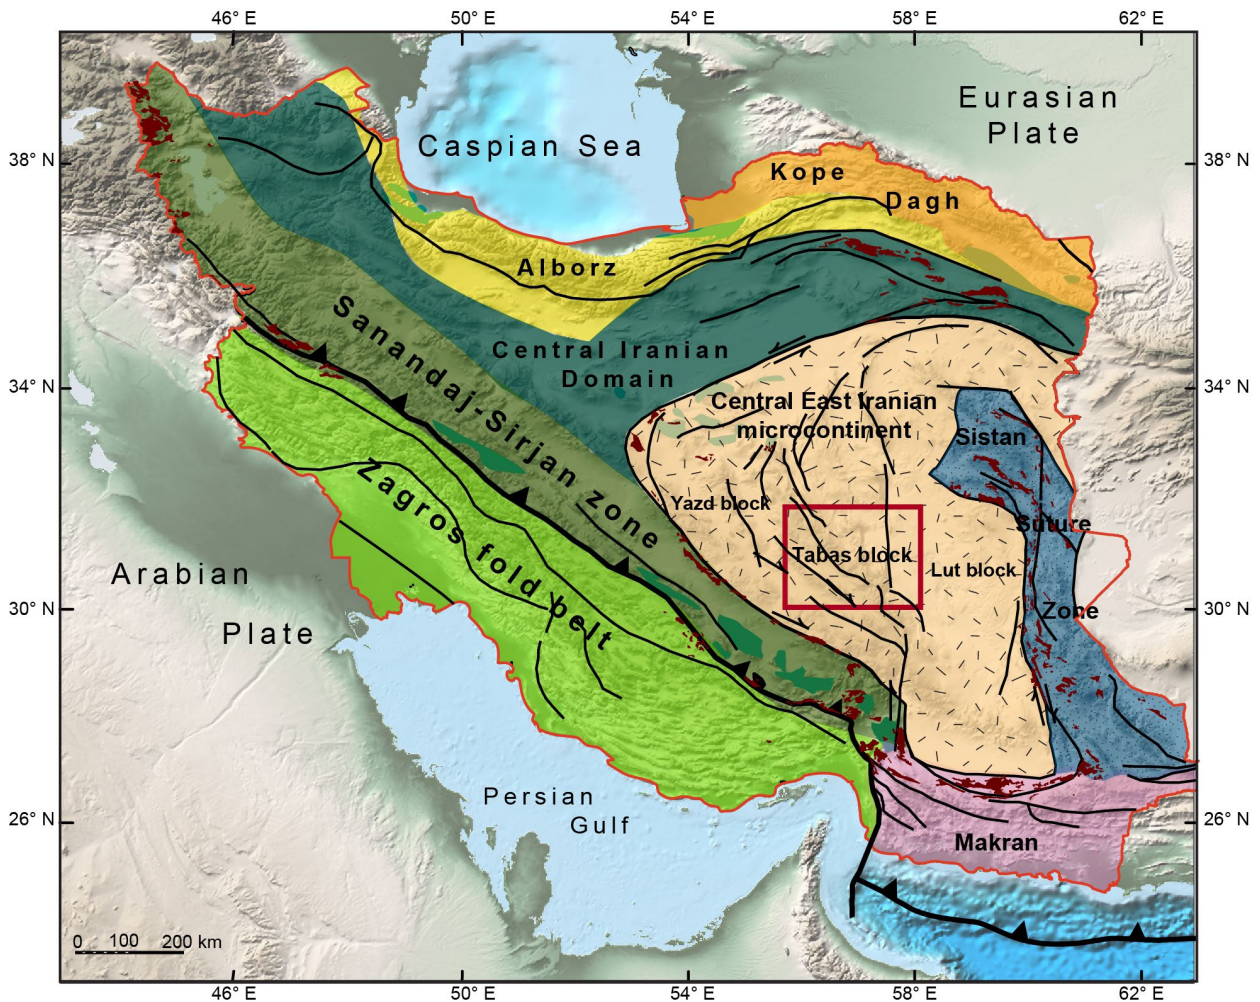 46° E 50° E 54° E 58° E 62° E
Eurasian
Plate
Caspian Sea
38° N 38° N
Kope
Dagh
Alborz
Sanandaj-Sirjan zone
Central Iranian
Domain
34° N 34° N
Central East Iranian
microcontinent
Sistan
Zagros fold belt
Yazd block
Suture
Tabas block
Lut block
Arabian
Plate
30° N 30° N
Zone
Persian
Gulf
26° N 26° N
Makran
0 100 200 km
46° E 50° E 54° E 58° E 62° E